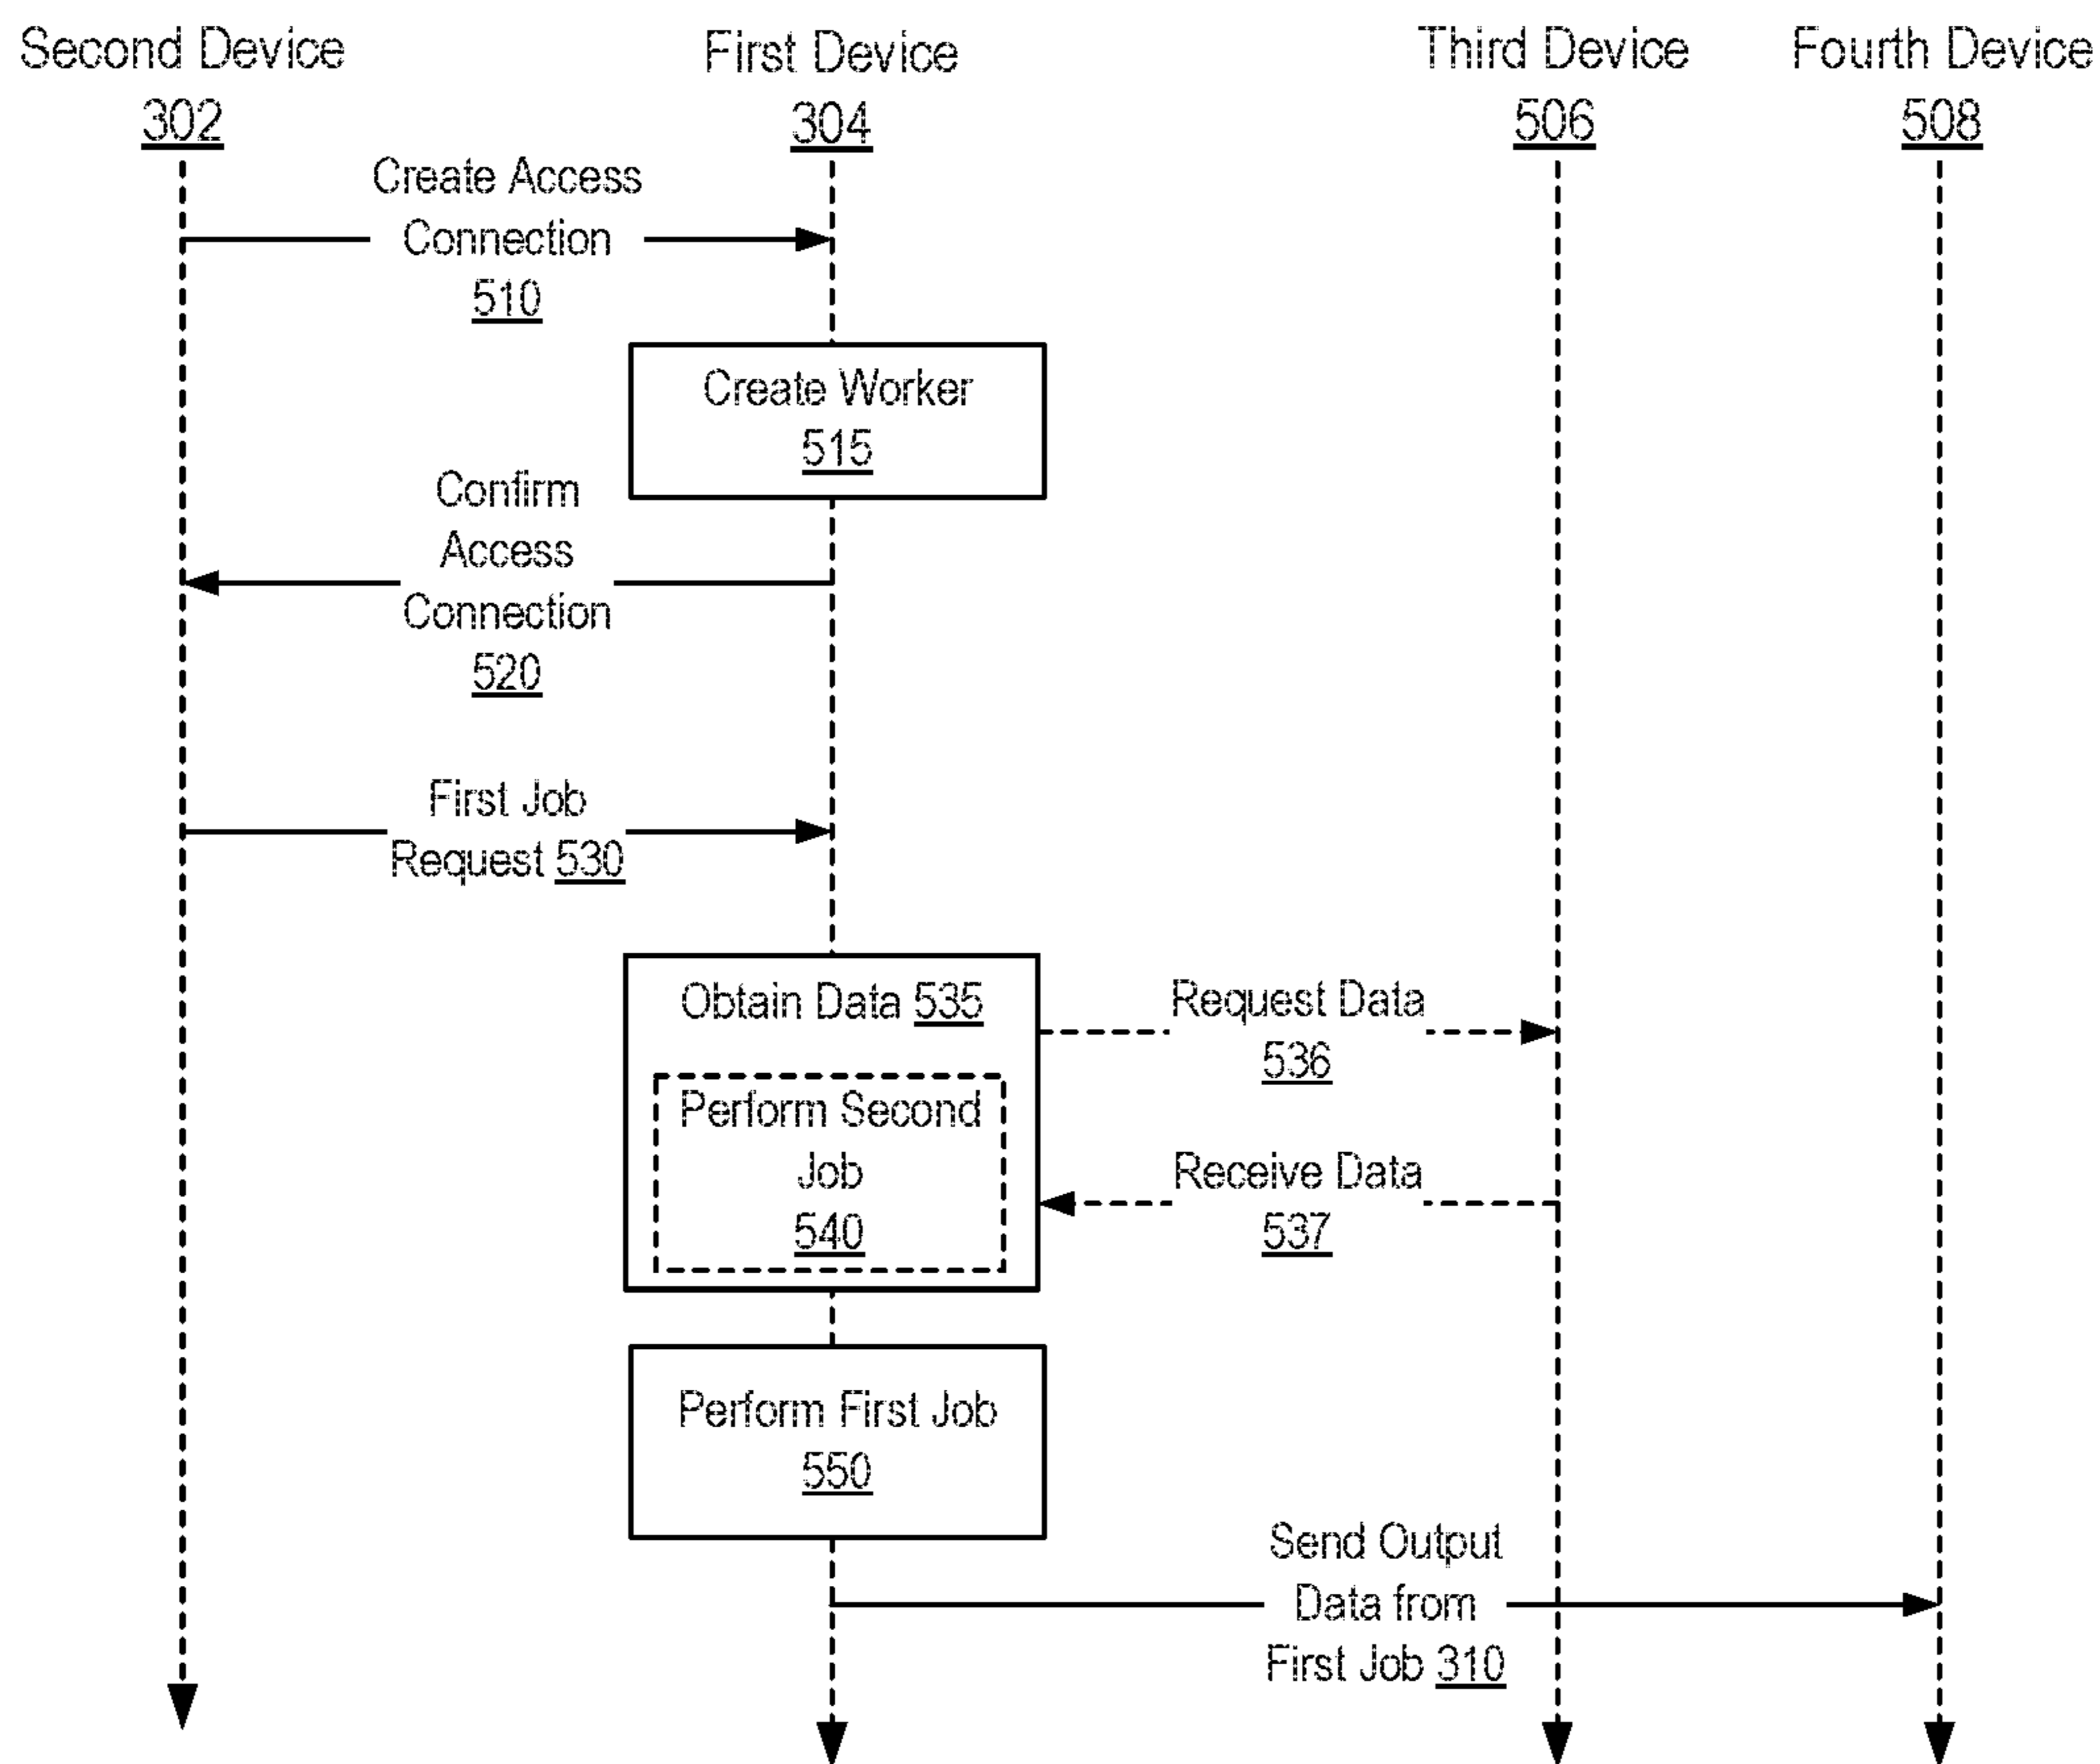 Second Device
302
First Device
304
Third Device
506
Fourth Device
508
Create Access
Connection
510
Create Worker
515
Confirm
Access
Connection
520
First Job
Request 530
Obtain Data 535
Request Data
536
Perform Second
Job
540
Receive Data
537
Perform First Job
550
Send Output
Data from
First Job 310